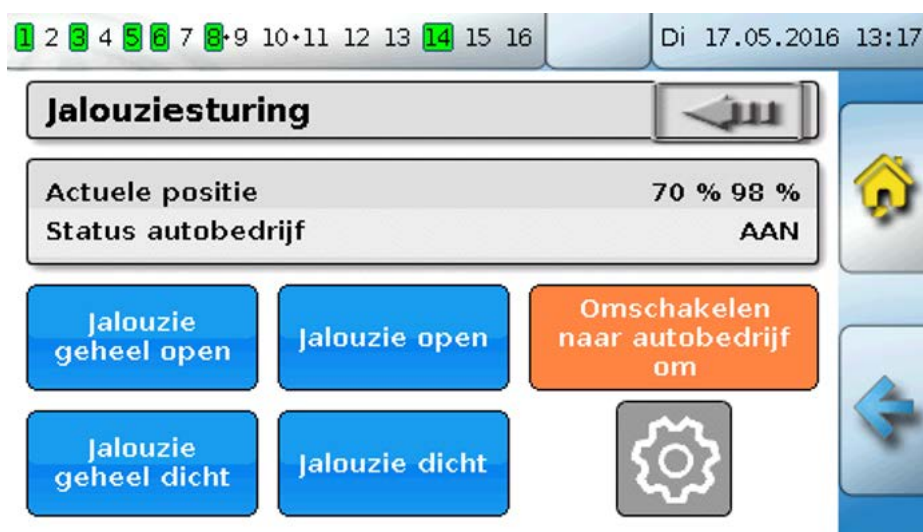 1 2 3 4 5 6 7 8•9 10•11 12 13 14 15 16 Di 17.05.2016 13:17
Jalouziesturing
Actuele positie 70 % 98 %
Status autobedrijf AAN
Jalouzie
geheel open
Jalouzie open
Omschakelen
naar autobedrijf
om
Jalouzie
geheel dicht
Jalouzie dicht